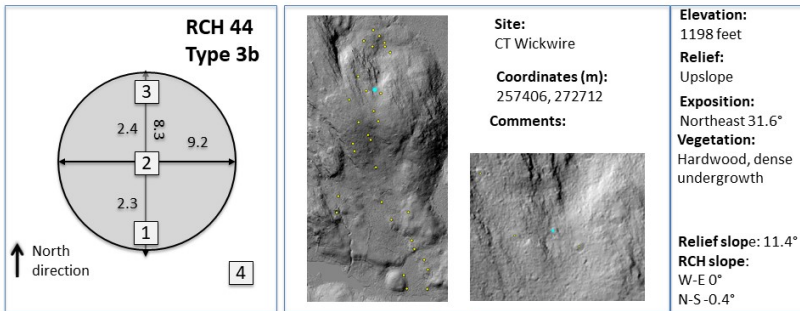 RCH 44
Type 3b
3
2.4
8.3
9.2
2
2.3
1
North
direction
4
Site:
CT Wickwire
Coordinates (m):
257406, 272712
Comments:
Elevation:
1198 feet
Relief:
Upslope
Exposition:
Northeast 31.6°
Vegetation:
Hardwood, dense
undergrowth
Relief slope: 11.4°
RCH slope:
W-E 0°
N-S -0.4°